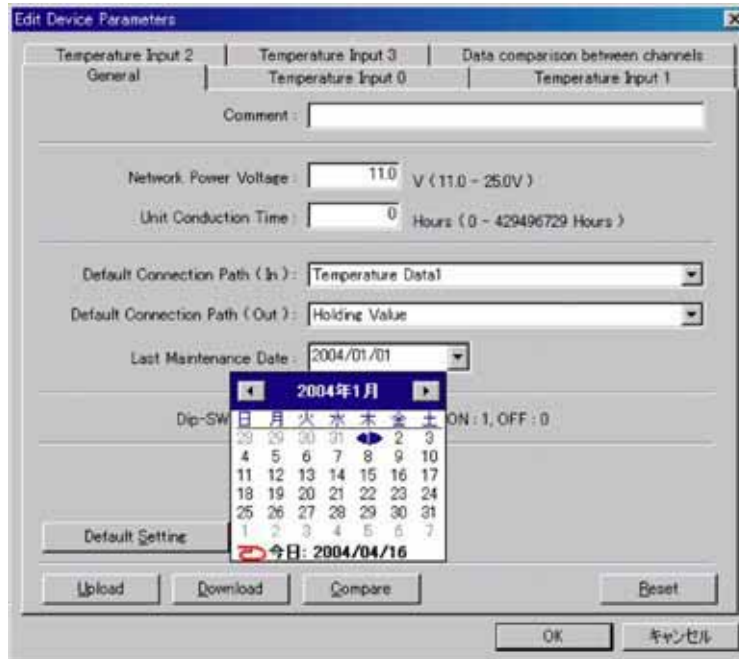 Edit Device Parameters
Temperature Input 2 Temperature Input 3 Data comparison between channels
General Temperature Input 0 Temperature Input 1
Comment :
Network Power Voltage : 11.0 V ( 11.0 - 25.0V )
Unit Conduction Time : 0 Hours ( 0 - 429496729 Hours )
Default Connection Path ( In ) : Temperature Data1
Default Connection Path ( Out ) : Holding Value
Last Maintenance Date : 2004/01/01
2004年1月
Dip-SW ON : 1, OFF : 0
日 月 火 水 木 金 土
28 29 30 31 1 2 3
4 5 6 7 8 9 10
11 12 13 14 15 16 17
18 19 20 21 22 23 24
25 26 27 28 29 30 31
1 2 3 4 5 6 7
Default Setting
今日: 2004/04/16
Upload Download Compare Reset
OK キャンセル